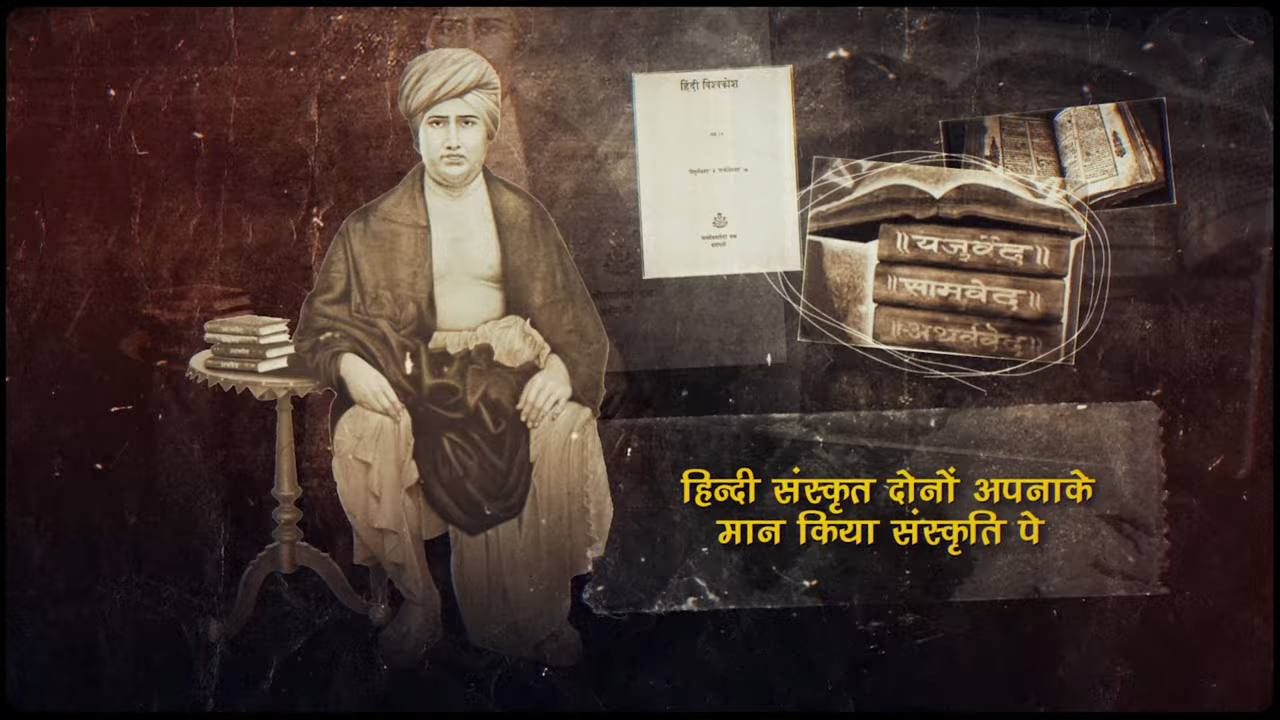 हिंदी विश्वकोश
॥यजुर्वेद॥
॥सामवेद॥
॥अथर्ववेद॥
हिन्दी संस्कृत दोनों अपनाके
मान किया संस्कृति पे